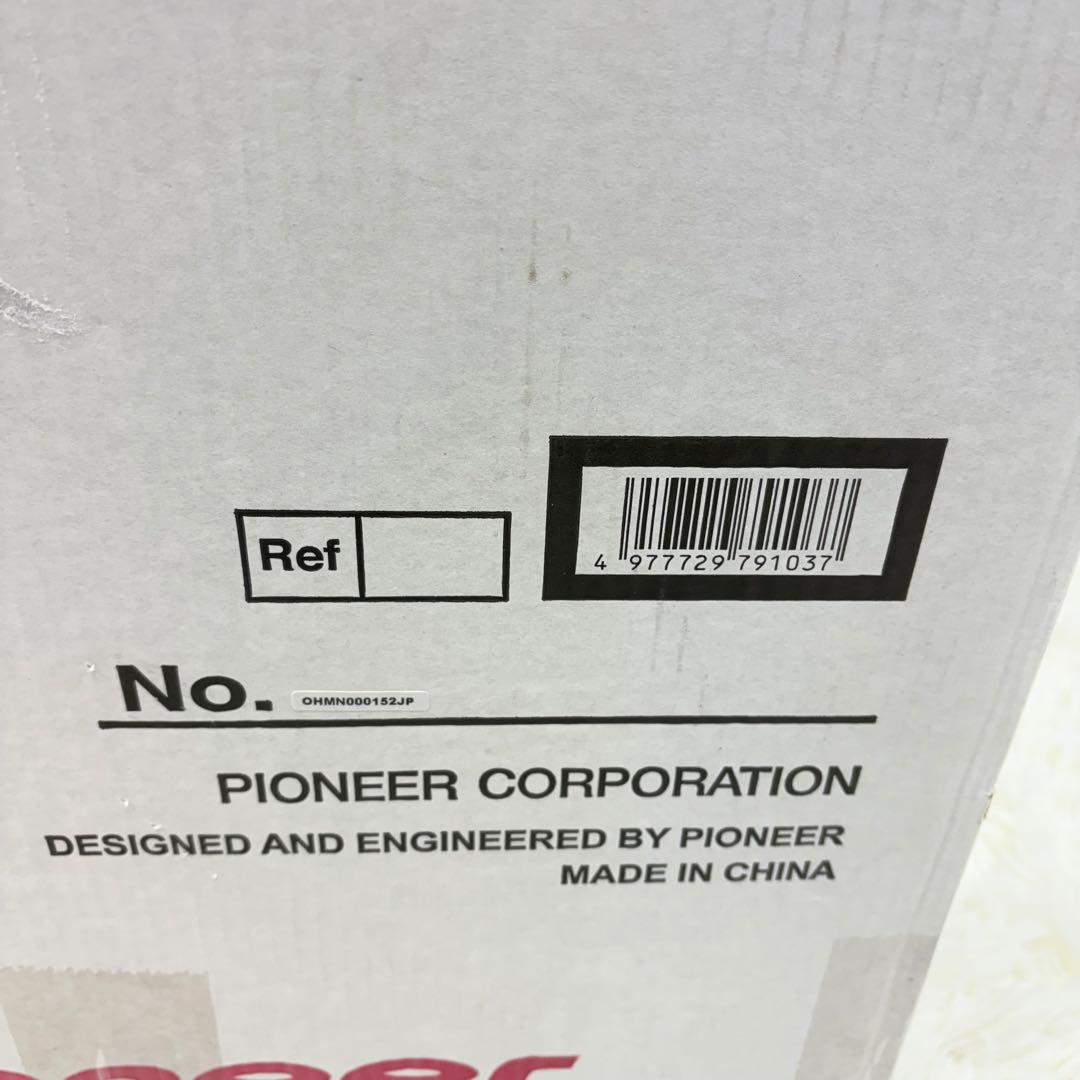 Ref
4 977729 791037
No. OHMN000152JP
PIONEER CORPORATION
DESIGNED AND ENGINEERED BY PIONEER
MADE IN CHINA